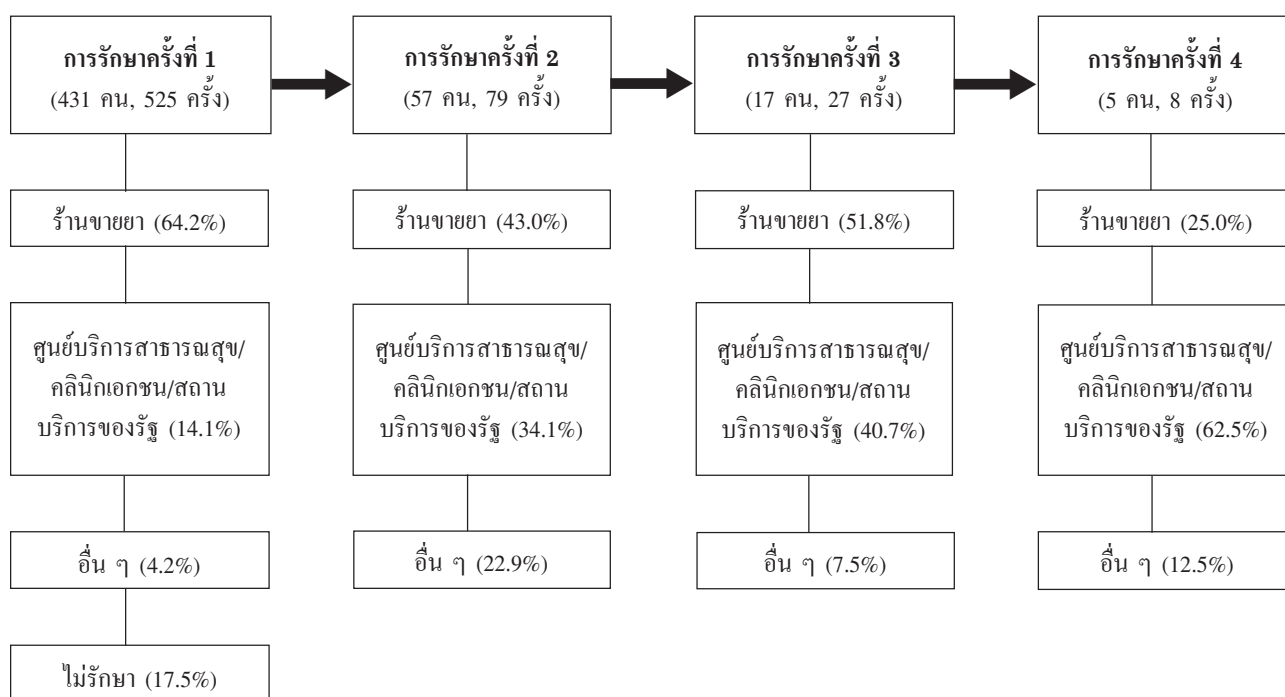 การรักษาครั้งที่ 1
(431 คน, 525 ครั้ง)
ร้านขายยา (64.2%)
ศูนย์บริการสาธารณสุข/
คลินิกเอกชน/สถาน
บริการของรัฐ (14.1%)
อื่น ๆ (4.2%)
ไม่รักษา (17.5%)
การรักษาครั้งที่ 2
(57 คน, 79 ครั้ง)
ร้านขายยา (43.0%)
ศูนย์บริการสาธารณสุข/
คลินิกเอกชน/สถาน
บริการของรัฐ (34.1%)
อื่น ๆ (22.9%)
การรักษาครั้งที่ 3
(17 คน, 27 ครั้ง)
ร้านขายยา (51.8%)
ศูนย์บริการสาธารณสุข/
คลินิกเอกชน/สถาน
บริการของรัฐ (40.7%)
อื่น ๆ (7.5%)
การรักษาครั้งที่ 4
(5 คน, 8 ครั้ง)
ร้านขายยา (25.0%)
ศูนย์บริการสาธารณสุข/
คลินิกเอกชน/สถาน
บริการของรัฐ (62.5%)
อื่น ๆ (12.5%)